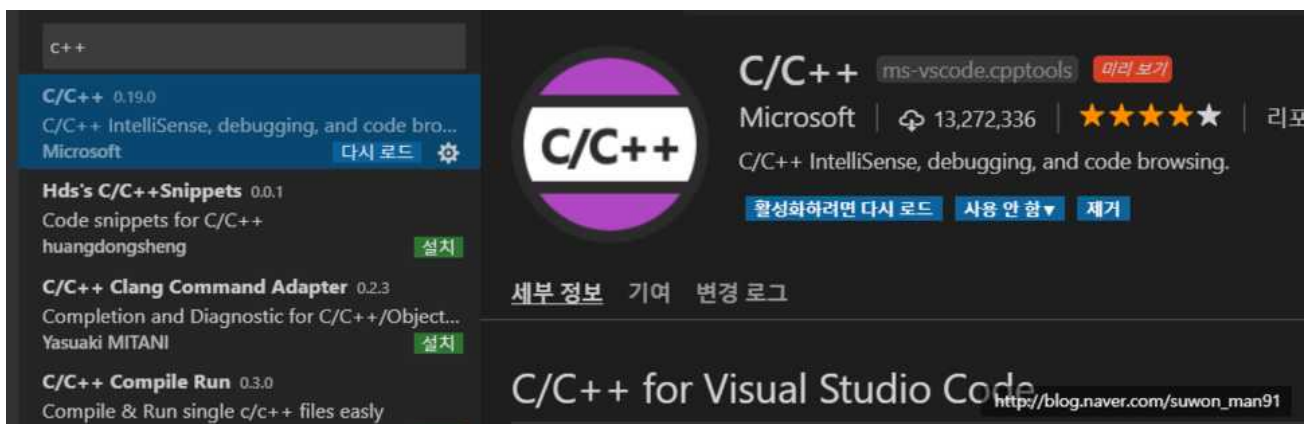 c++
C/C++ 0.19.0
C/C++ IntelliSense, debugging, and code bro...
Microsoft 다시 로드
Hds's C/C++Snippets 0.0.1
Code snippets for C/C++
huangdongsheng 설치
C/C++ Clang Command Adapter 0.2.3
Completion and Diagnostic for C/C++/Object...
Yasuaki MITANI 설치
C/C++ Compile Run 0.3.0
Compile & Run single c/c++ files easily
C/C++
C/C++ ms-vscode.cpptools 미리 보기
Microsoft 13,272,336 리포
C/C++ IntelliSense, debugging, and code browsing.
활성화하려면 다시 로드 사용 안 함▼ 제거
세부 정보 기여 변경 로그
C/C++ for Visual Studio Code
http://blog.naver.com/suwon_man91